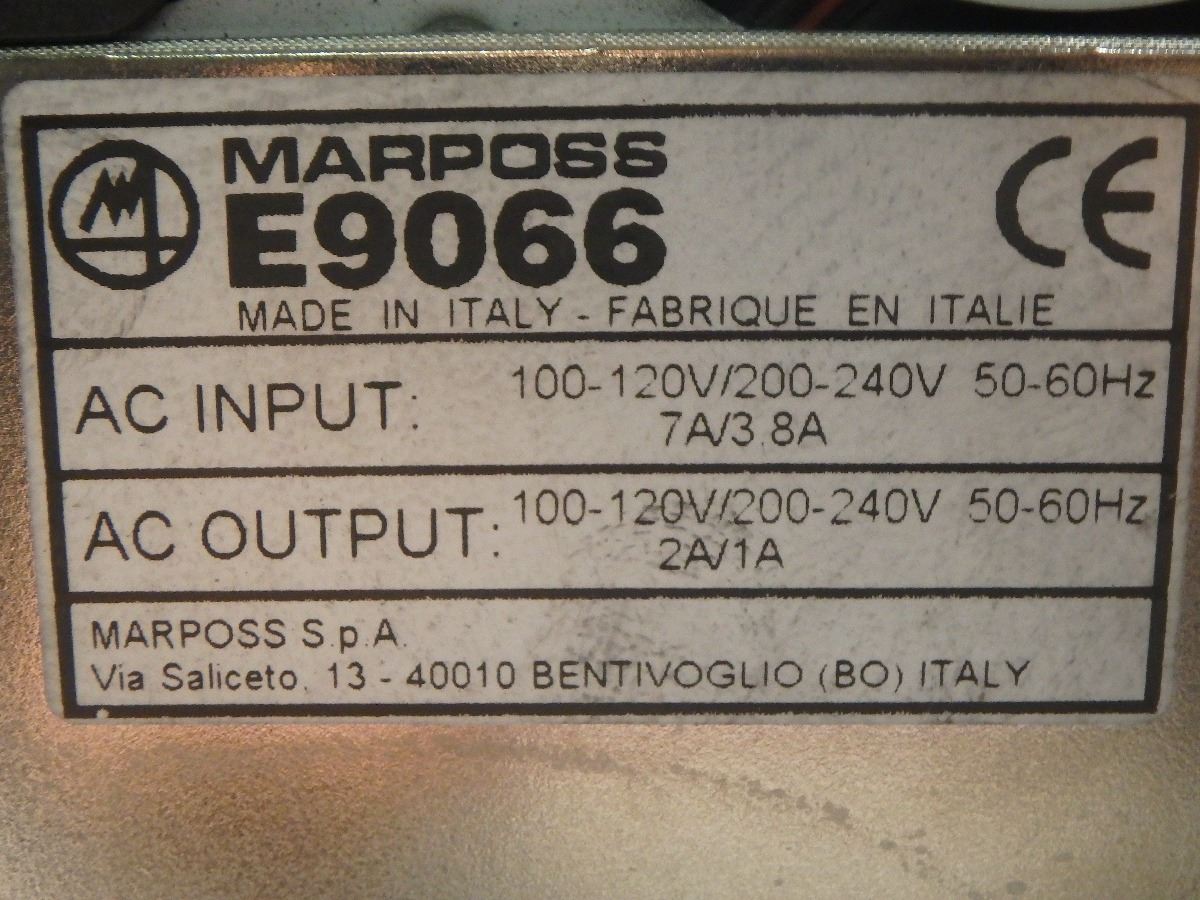 MARPOSS
E9066
CE
MADE IN ITALY - FABRIQUE EN ITALIE
AC INPUT: 100-120V/200-240V 50-60Hz
7A/3.8A
AC OUTPUT: 100-120V/200-240V 50-60Hz
2A/1A
MARPOSS S.p.A.
Via Saliceto, 13 - 40010 BENTIVOGLIO (BO) ITALY